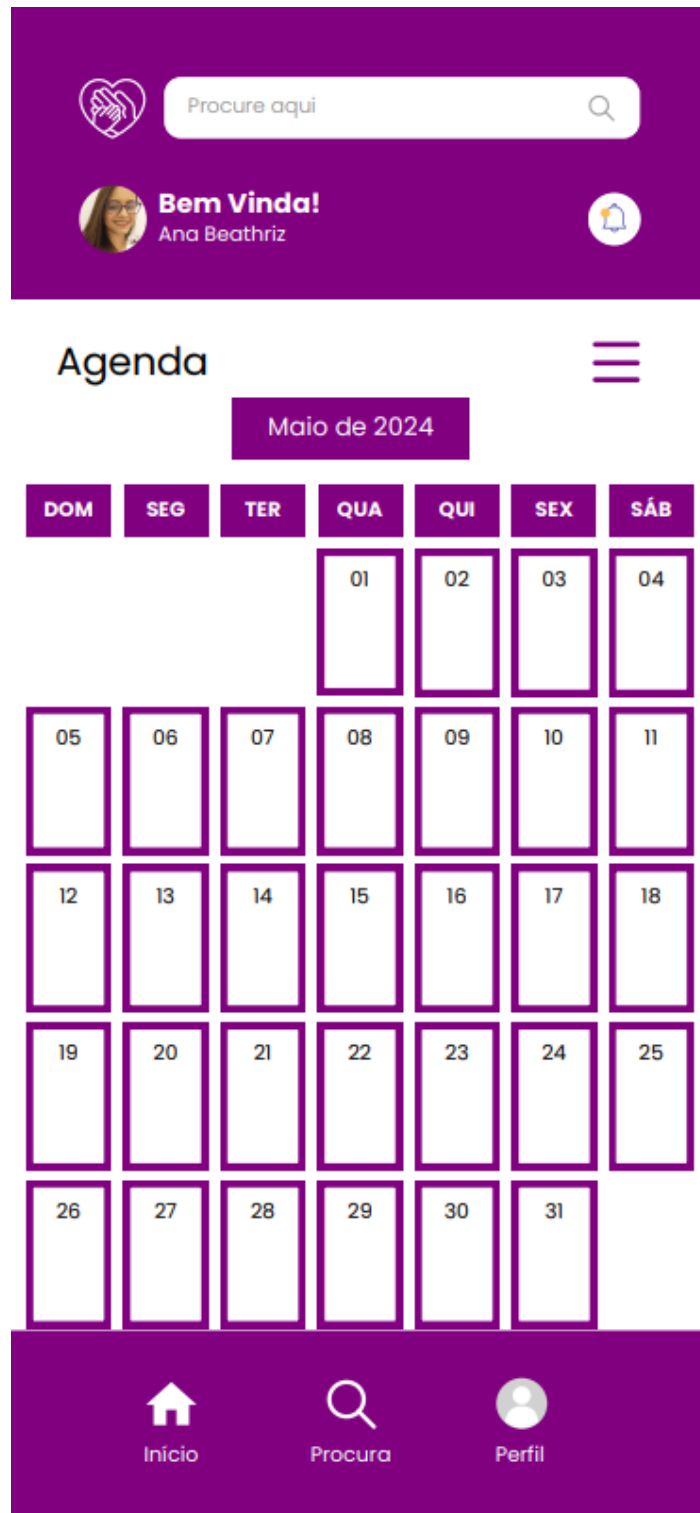 Procure aqui
Bem Vinda!
Ana Beathriz
Agenda
Maio de 2024
DOM SEG TER QUA QUI SEX SÁB
01 02 03 04
05 06 07 08 09 10 11
12 13 14 15 16 17 18
19 20 21 22 23 24 25
26 27 28 29 30 31
Início Procura Perfil